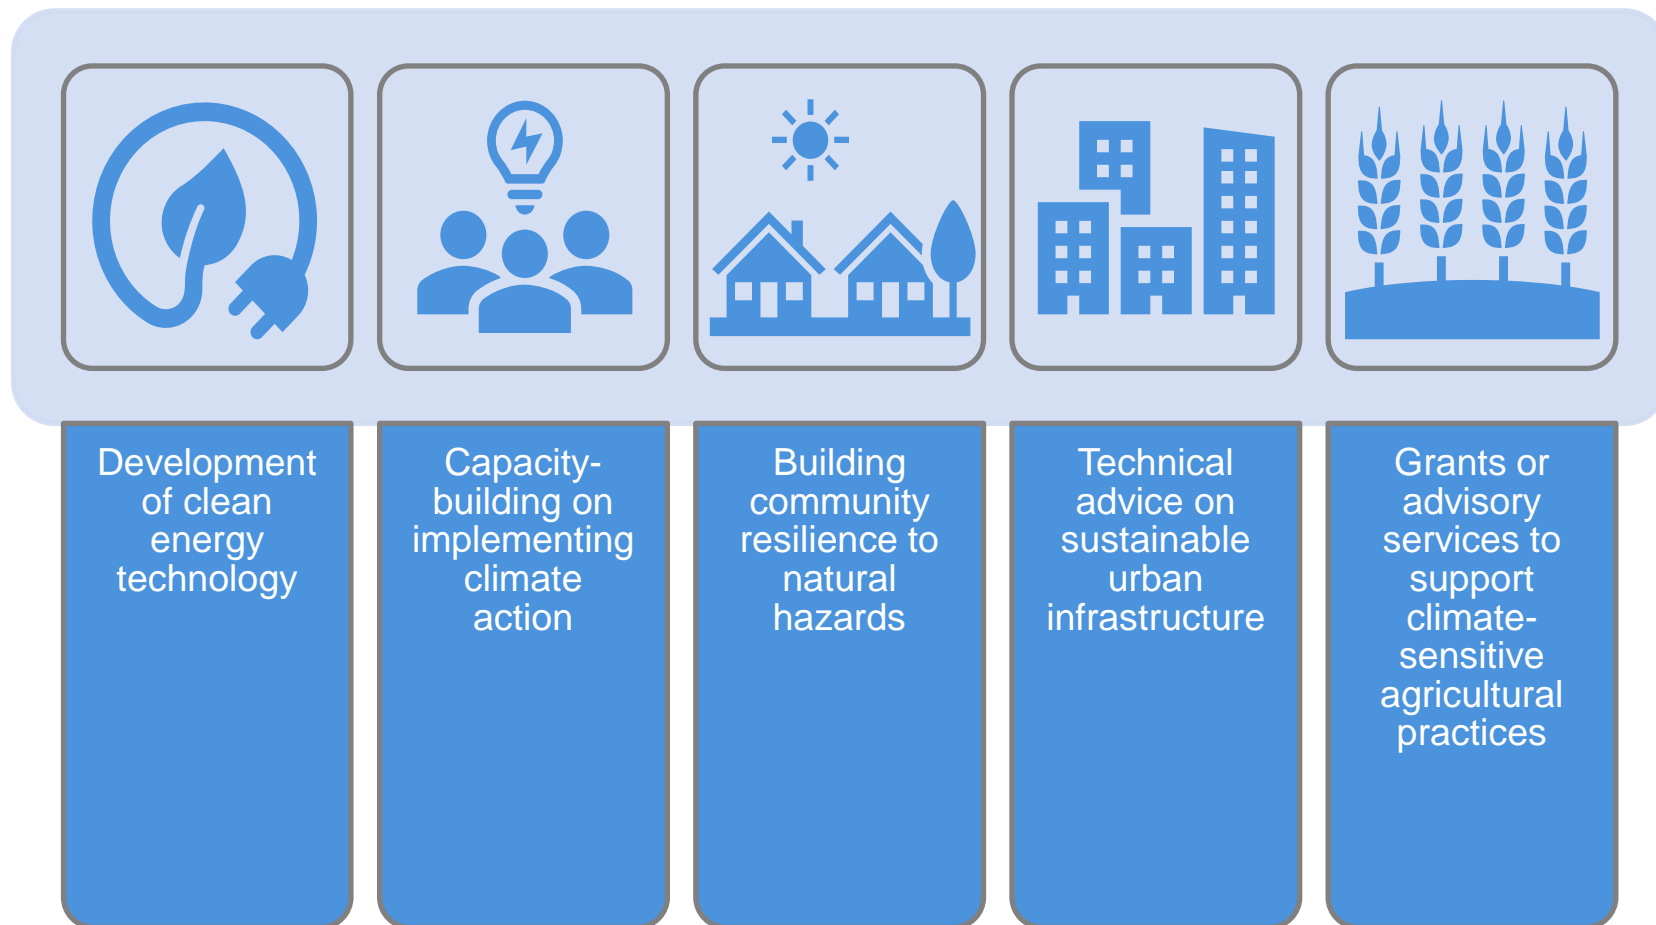 Development
of clean
energy
technology
Capacity-
building on
implementing
climate
action
Building
community
resilience to
natural
hazards
Technical
advice on
sustainable
urban
infrastructure
Grants or
advisory
services to
support
climate-
sensitive
agricultural
practices